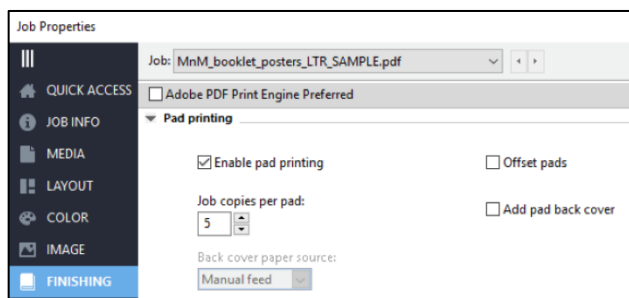 Job Properties
Job: MnM_booklet_posters_LTR_SAMPLE.pdf
QUICK ACCESS
Adobe PDF Print Engine Preferred
JOB INFO
Pad printing
MEDIA
Enable pad printing
Offset pads
LAYOUT
Job copies per pad:
COLOR
5
Add pad back cover
IMAGE
Back cover paper source:
FINISHING
Manual feed